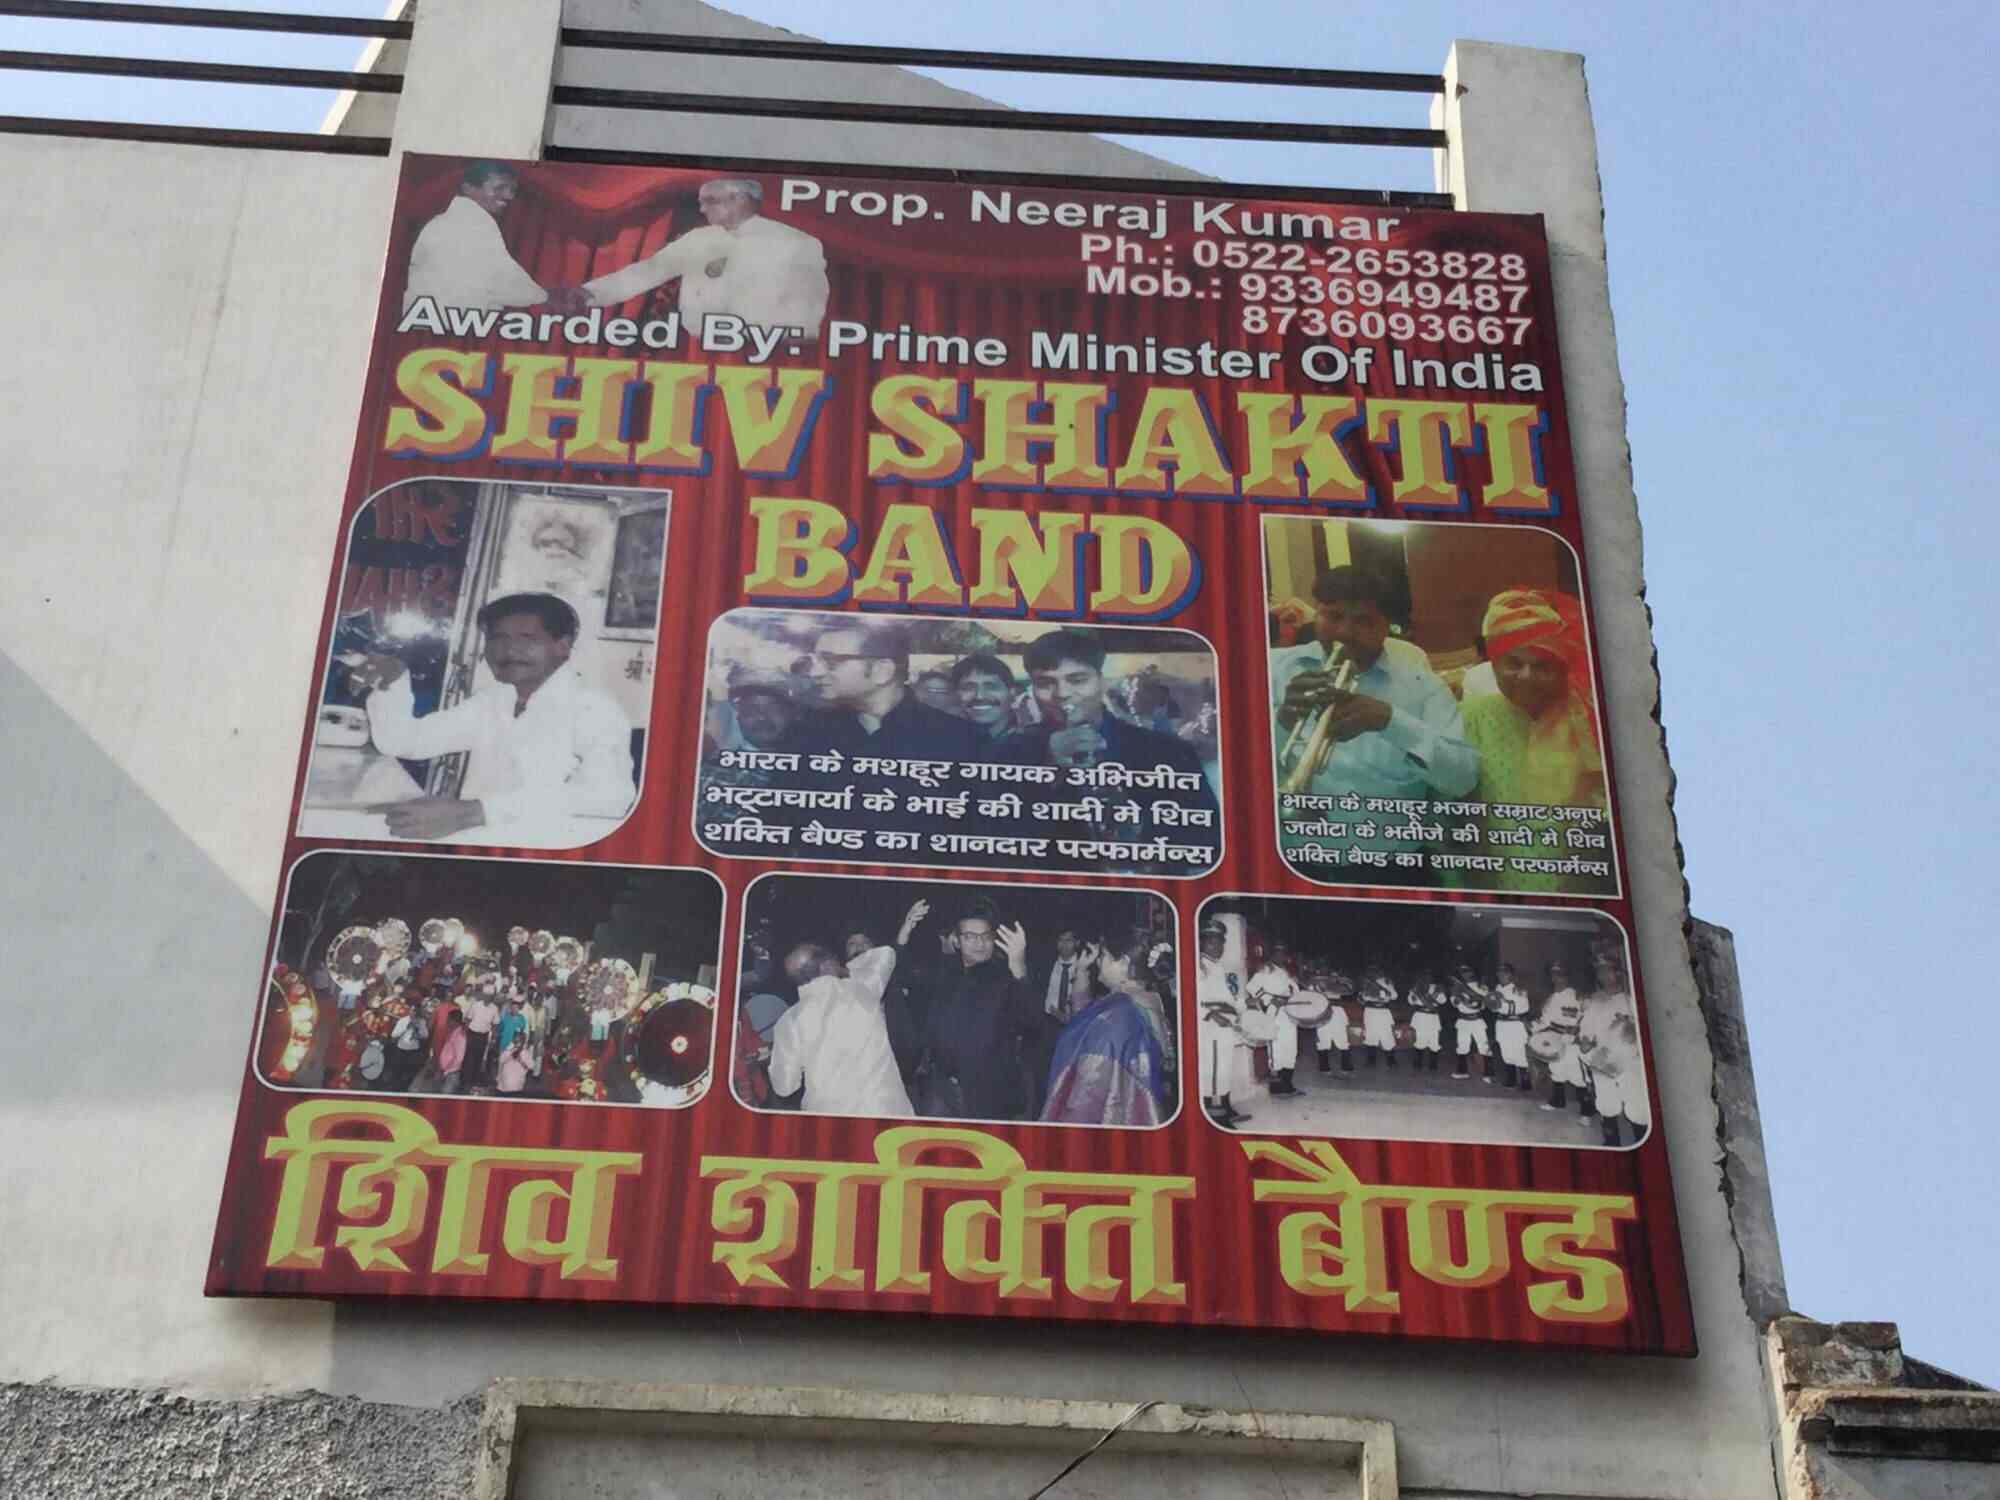 Prop. Neeraj Kumar
Ph.: 0522-2653828
Mob.: 9336949487
8736093667
Awarded By: Prime Minister Of India
SHIV SHAKTI
BAND
भारत के मशहूर गायक अभिजीत
भट्टाचार्या के भाई की शादी मे शिव
शक्ति बैण्ड का शानदार परफार्मेन्स
भारत के मशहूर भजन सम्राट अनूप
जलोटा के भतीजे की शादी मे शिव
शक्ति बैण्ड का शानदार परफार्मेन्स
शिव शक्ति बैण्ड